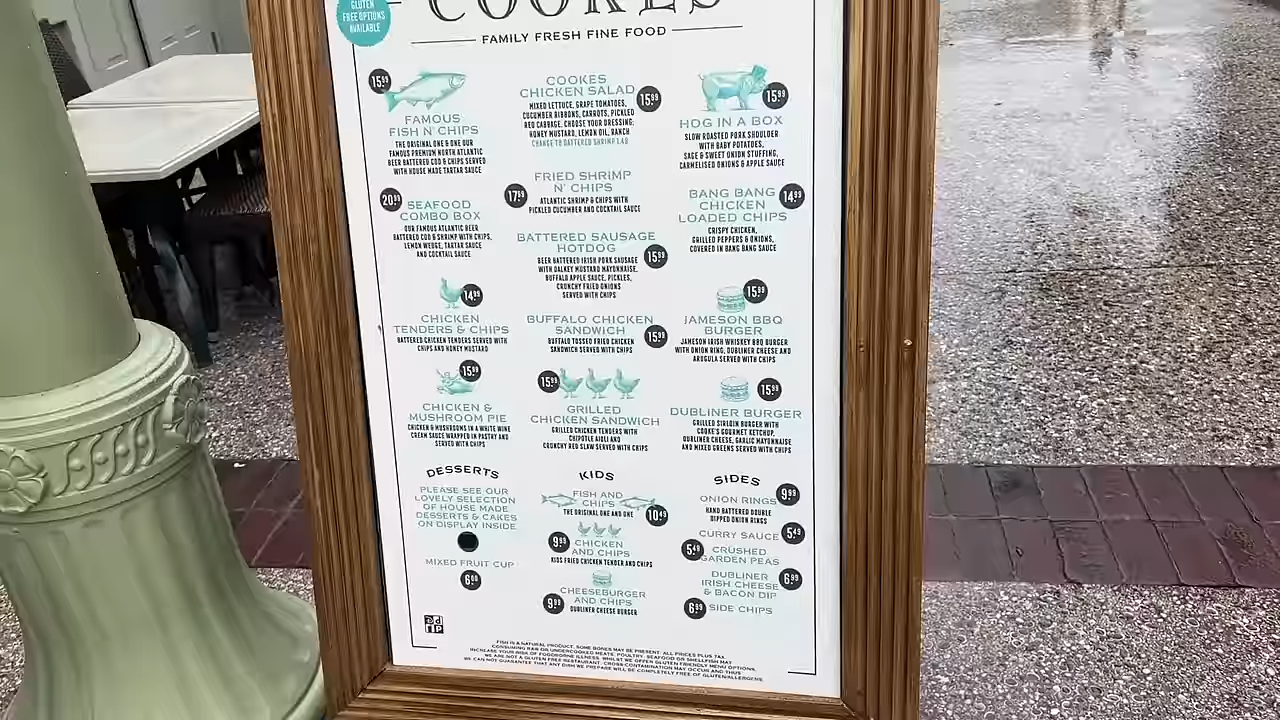 GLUTEN
FREE OPTIONS
AVAILABLE
COOKES
FAMILY FRESH FINE FOOD
15.99
FAMOUS
FISH N' CHIPS
THE ORIGINAL ONE & ONE OUR
FAMOUS PREMIUM NORTH ATLANTIC
BEER BATTERED COD & CHIPS SERVED
WITH HOUSE MADE TARTAR SAUCE
20.99
SEAFOOD
COMBO BOX
OUR FAMOUS ATLANTIC BEER
BATTERED COD & SHRIMP WITH CHIPS,
LEMON WEDGE, TARTAR SAUCE
AND COCKTAIL SAUCE
14.99
CHICKEN
TENDERS & CHIPS
BATTERED CHICKEN TENDERS SERVED WITH
CHIPS AND HONEY MUSTARD
15.99
CHICKEN &
MUSHROOM PIE
CHICKEN & MUSHROOMS IN A WHITE WINE
CREAM SAUCE WRAPPED IN PASTRY AND
SERVED WITH CHIPS
COOKES
CHICKEN SALAD
15.99
MIXED LETTUCE, GRAPE TOMATOES,
CUCUMBER RIBBONS, CARROTS, PICKLED
RED CABBAGE. CHOOSE YOUR DRESSING:
HONEY MUSTARD, LEMON OIL, RANCH
CHANGE TO BATTERED SHRIMP
FRIED SHRIMP
N' CHIPS
17.99
ATLANTIC SHRIMP & CHIPS WITH
PICKLED CUCUMBER AND COCKTAIL SAUCE
BATTERED SAUSAGE
HOTDOG
15.99
BEER BATTERED IRISH PORK SAUSAGE
WITH DALKEY MUSTARD MAYONNAISE,
BUFFALO APPLE SAUCE, PICKLES,
CRUNCHY FRIED ONIONS
SERVED WITH CHIPS
BUFFALO CHICKEN
SANDWICH
15.99
BUFFALO TOSSED FRIED CHICKEN
SANDWICH SERVED WITH CHIPS
15.99
GRILLED
CHICKEN SANDWICH
GRILLED CHICKEN TENDERS WITH
CHIPOTLE AIOLI AND
CRUNCHY RED SLAW SERVED WITH CHIPS
15.99
HOG IN A BOX
SLOW ROASTED PORK SHOULDER
WITH BABY POTATOES,
SAGE & SWEET ONION STUFFING,
CARMELISED ONIONS & APPLE SAUCE
BANG BANG
CHICKEN
LOADED CHIPS
14.99
CRISPY CHICKEN,
GRILLED PEPPERS & ONIONS,
COVERED IN BANG BANG SAUCE
15.99
JAMESON BBQ
BURGER
JAMESON IRISH WHISKEY BBQ BURGER
WITH ONION RING, DUBLINER CHEESE AND
ARUGULA SERVED WITH CHIPS
15.99
DUBLINER BURGER
GRILLED SIRLOIN BURGER WITH
COOKE'S GOURMET KETCHUP,
DUBLINER CHEESE, GARLIC MAYONNAISE
AND MIXED GREENS SERVED WITH CHIPS
DESSERTS
PLEASE SEE OUR
LOVELY SELECTION
OF HOUSE MADE
DESSERTS & CAKES
ON DISPLAY INSIDE
MIXED FRUIT CUP
KIDS
FISH AND
CHIPS
THE ORIGINAL ONE AND ONE
10.49
CHICKEN
AND CHIPS
KIDS FRIED CHICKEN TENDER AND CHIPS
CHEESEBURGER
AND CHIPS
DUBLINER CHEESE BURGER
SIDES
ONION RINGS
9.99
HAND BATTERED DOUBLE
DIPPED ONION RINGS
CURRY SAUCE
5.49
5.49
CRUSHED
GARDEN PEAS
DUBLINER
IRISH CHEESE
& BACON DIP
6.99
6.99
SIDE CHIPS
FISH IS A NATURAL PRODUCT, SOME BONES MAY BE PRESENT. ALL PRICES PLUS TAX.
CONSUMING RAW OR UNDERCOOKED MEATS, POULTRY, SEAFOOD OR SHELLFISH MAY
INCREASE YOUR RISK OF FOODBORNE ILLNESS. WHILST WE OFFER GLUTEN FRIENDLY MENU OPTIONS,
WE ARE NOT A GLUTEN FREE RESTAURANT. CROSS-CONTAMINATION MAY OCCUR AND THUS
WE CAN NOT GUARANTEE THAT ANY DISH WE PREPARE WILL BE COMPLETELY FREE OF GLUTEN/ALLERGENS.